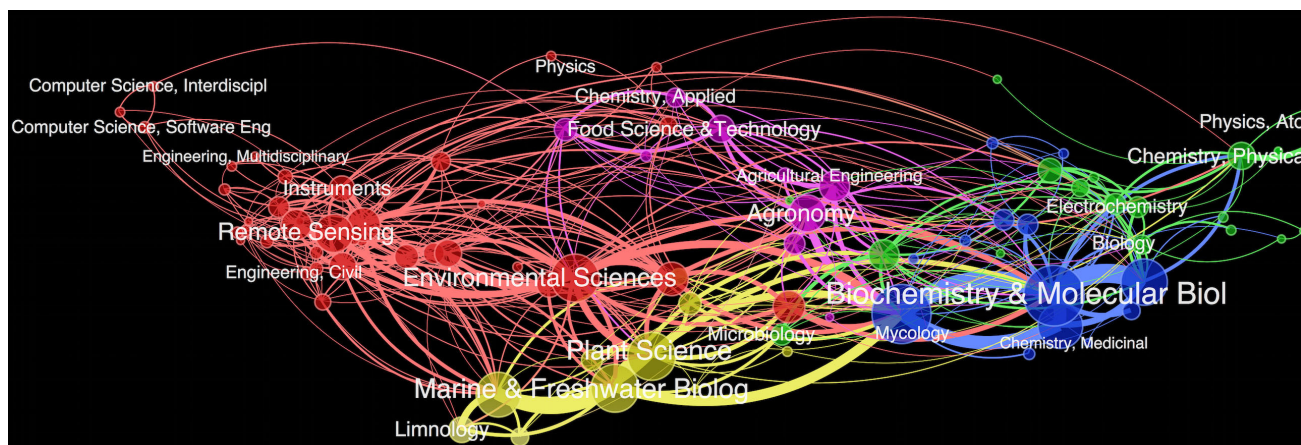 Physics
Computer Science, Interdiscipl
Chemistry, Applied
Computer Science, Software Eng
Food Science &Technology
Physics, Ato
Engineering, Multidisciplinary
Chemistry, Physica
Instruments
Agricultural Engineering
Electrochemistry
Agronomy
Remote Sensing
Biology
Engineering, Civil
Environmental Sciences
Biochemistry & Molecular Biol
Microbiology
Mycology
Chemistry, Medicinal
Plant Science
Marine & Freshwater Biolog
Limnology